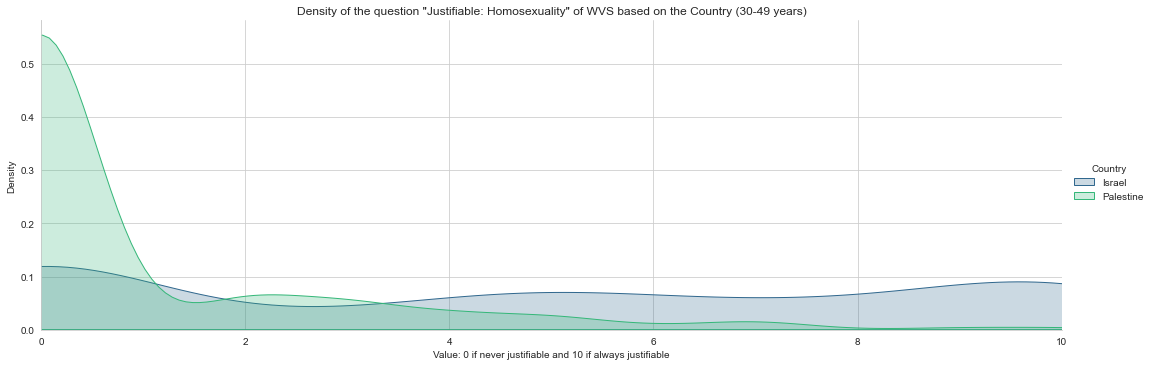 Density of the question "Justifiable: Homosexuality" of WVS based on the Country (30-49 years)
0.5
0.4
0.3
0.2
0.1
0.0
Density
Country
Israel
Palestine
0 2 4 6 8 10
Value: 0 if never justifiable and 10 if always justifiable